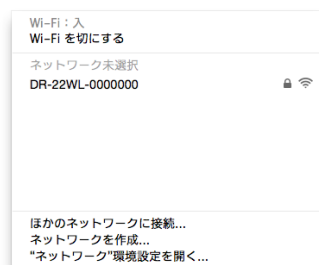 Wi-Fi：入
Wi-Fi を切にする
ネットワーク未選択
DR-22WL-0000000
ほかのネットワークに接続...
ネットワークを作成...
"ネットワーク"環境設定を開く...